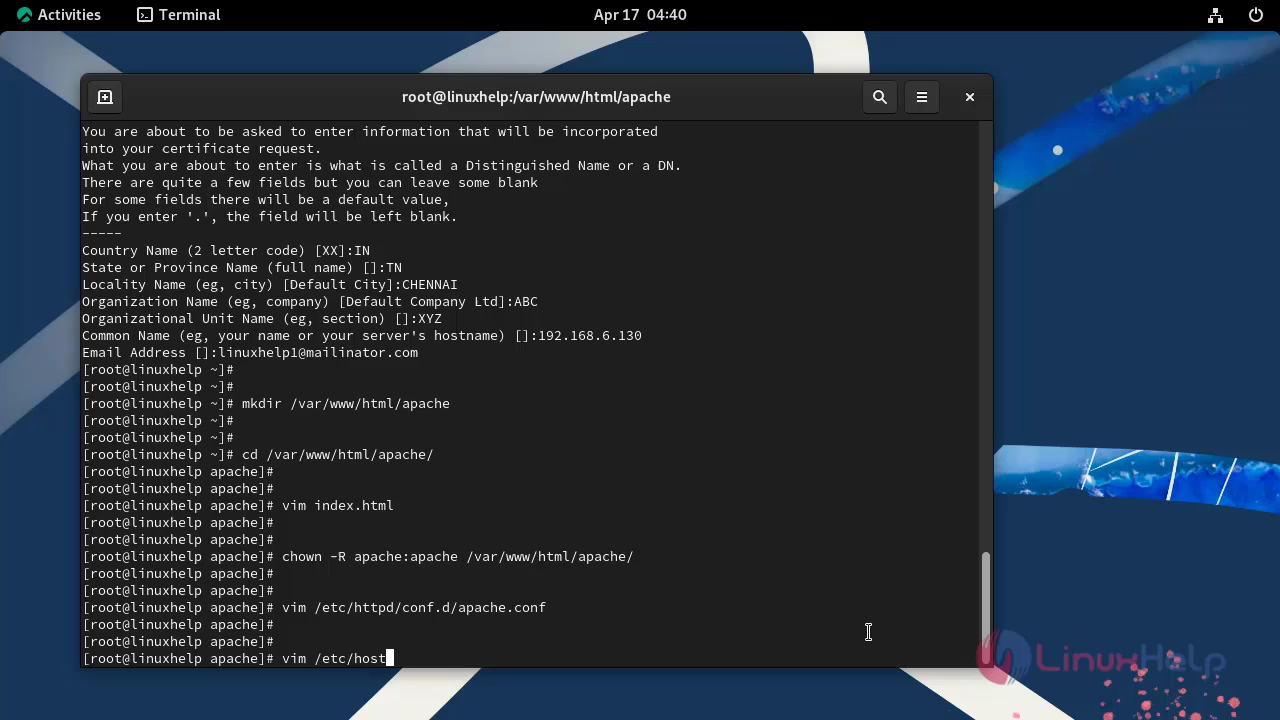 Activities
Terminal
Apr 17 04:40
root@linuxhelp:/var/www/html/apache
You are about to be asked to enter information that will be incorporated
into your certificate request.
What you are about to enter is what is called a Distinguished Name or a DN.
There are quite a few fields but you can leave some blank
For some fields there will be a default value,
If you enter '.', the field will be left blank.
-----
Country Name (2 letter code) [XX]:IN
State or Province Name (full name) []:TN
Locality Name (eg, city) [Default City]:CHENNAI
Organization Name (eg, company) [Default Company Ltd]:ABC
Organizational Unit Name (eg, section) []:XYZ
Common Name (eg, your name or your server's hostname) []:192.168.6.130
Email Address []:linuxhelp1@mailinator.com
[root@linuxhelp ~]#
[root@linuxhelp ~]#
[root@linuxhelp ~]# mkdir /var/www/html/apache
[root@linuxhelp ~]#
[root@linuxhelp ~]#
[root@linuxhelp ~]# cd /var/www/html/apache/
[root@linuxhelp apache]#
[root@linuxhelp apache]#
[root@linuxhelp apache]# vim index.html
[root@linuxhelp apache]#
[root@linuxhelp apache]#
[root@linuxhelp apache]# chown -R apache:apache /var/www/html/apache/
[root@linuxhelp apache]#
[root@linuxhelp apache]#
[root@linuxhelp apache]# vim /etc/httpd/conf.d/apache.conf
[root@linuxhelp apache]#
[root@linuxhelp apache]#
[root@linuxhelp apache]# vim /etc/host
LinuxHelp